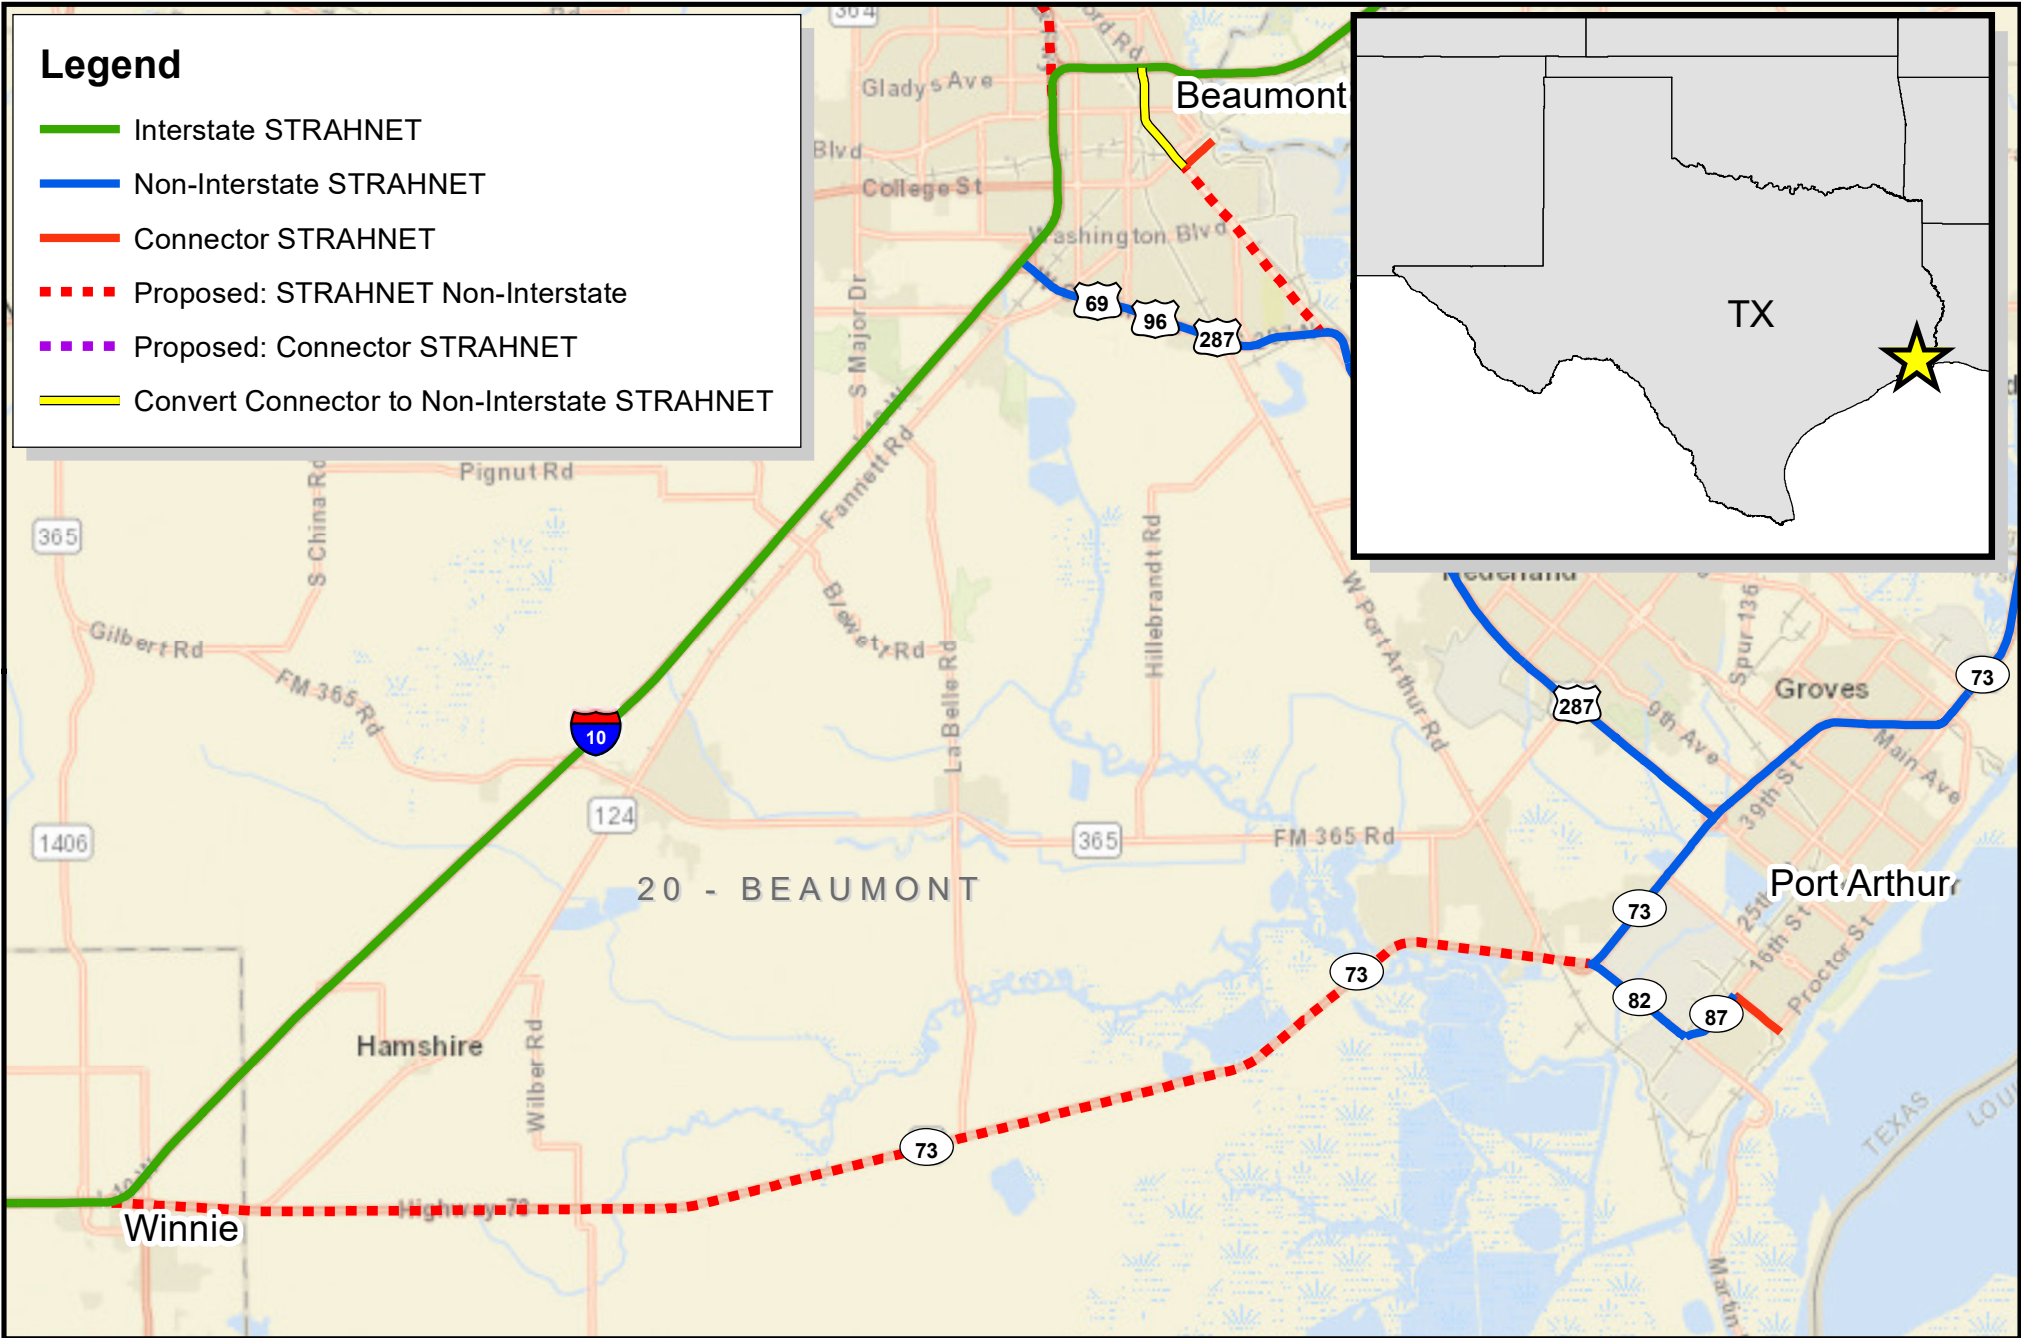 Legend
Interstate STRAHNET
Non-Interstate STRAHNET
Connector STRAHNET
Proposed: STRAHNET Non-Interstate
Proposed: Connector STRAHNET
Convert Connector to Non-Interstate STRAHNET
364
Gladys Ave
Beaumont
Blvd
College St
Washington Blvd
69
96
287
S Major Dr
TX
Fannett Rd
Pignut Rd
S China Rd
365
Gilbert Rd
FM 365 Rd
Hillebrandt Rd
La Belle Rd
W Port Arthur Rd
Nederland
Spur 136
Groves
73
287
9th Ave
Main Ave
39th St
10
124
1406
365
FM 365 Rd
20 - BEAUMONT
Port Arthur
73
25th
16th St
Proctor St
73
82
87
Hamshire
Wilber Rd
TEXAS
LOUI
73
Highway 73
Winnie
Martin